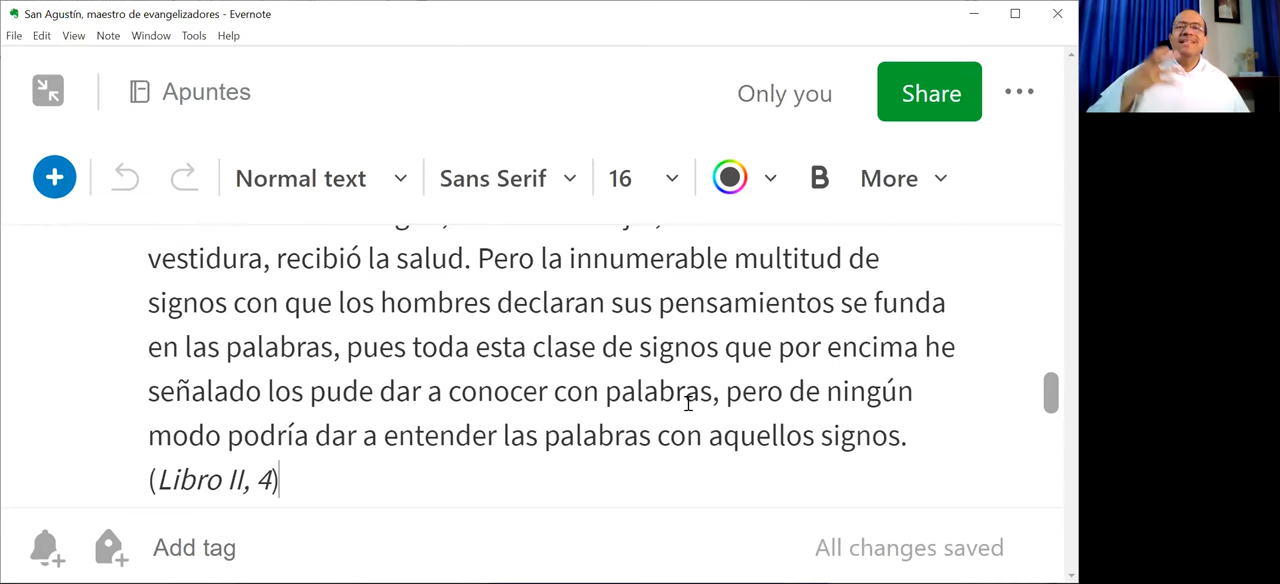 San Agustín, maestro de evangelizadores - Evernote
File Edit View Note Window Tools Help
Apuntes
Only you
Share
Normal text
Sans Serif
16
B
More
vestidura, recibió la salud. Pero la innumerable multitud de
signos con que los hombres declaran sus pensamientos se funda
en las palabras, pues toda esta clase de signos que por encima he
señalado los pude dar a conocer con palabras, pero de ningún
modo podría dar a entender las palabras con aquellos signos.
(Libro II, 4)
Add tag
All changes saved